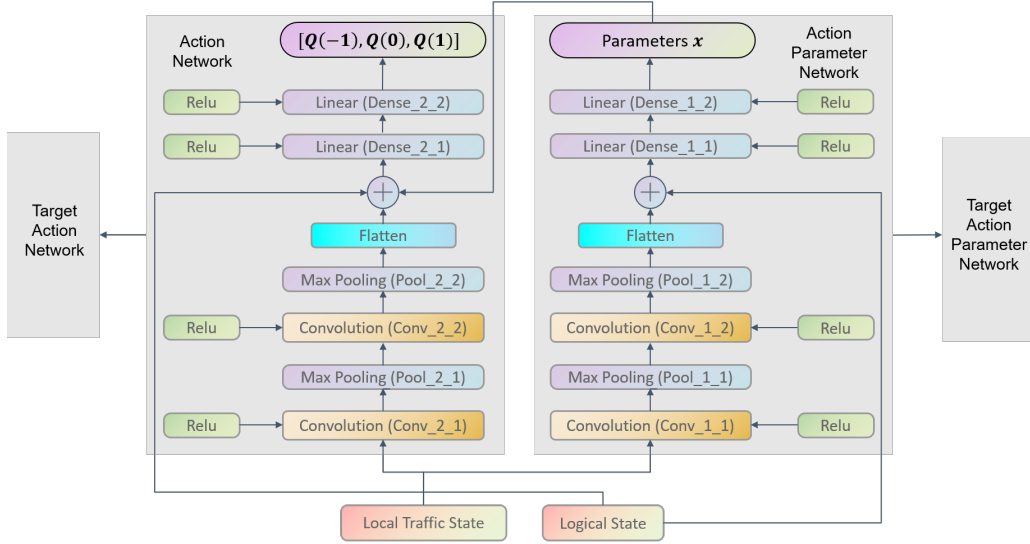 Action
Network
[Q(−1), Q(0), Q(1)]
Relu
Linear (Dense_2_2)
Relu
Linear (Dense_2_1)
Flatten
Max Pooling (Pool_2_2)
Relu
Convolution (Conv_2_2)
Max Pooling (Pool_2_1)
Relu
Convolution (Conv_2_1)
Target
Action
Network
Parameters x
Action
Parameter
Network
Linear (Dense_1_2)
Relu
Linear (Dense_1_1)
Relu
Flatten
Max Pooling (Pool_1_2)
Convolution (Conv_1_2)
Relu
Max Pooling (Pool_1_1)
Convolution (Conv_1_1)
Relu
Target
Action
Parameter
Network
Local Traffic State
Logical State